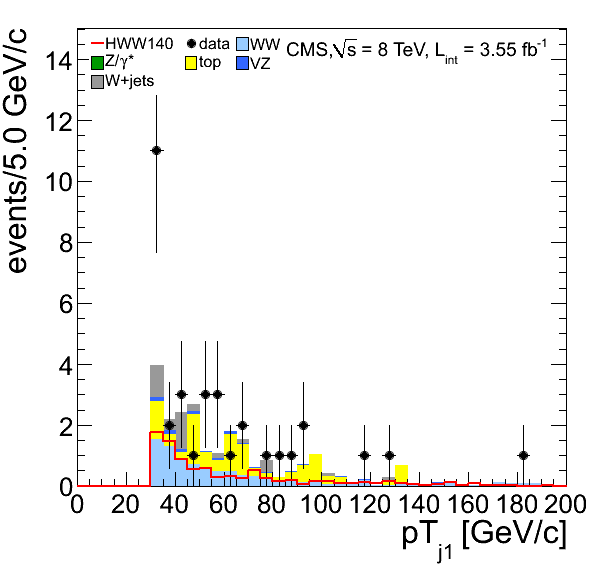 HWW140 data WW
Z/γ* top VZ
W+jets
CMS,√s = 8 TeV, L_int = 3.55 fb⁻¹
events/5.0 GeV/c
14
12
10
8
6
4
2
0
0 20 40 60 80 100 120 140 160 180 200
pT_j1 [GeV/c]